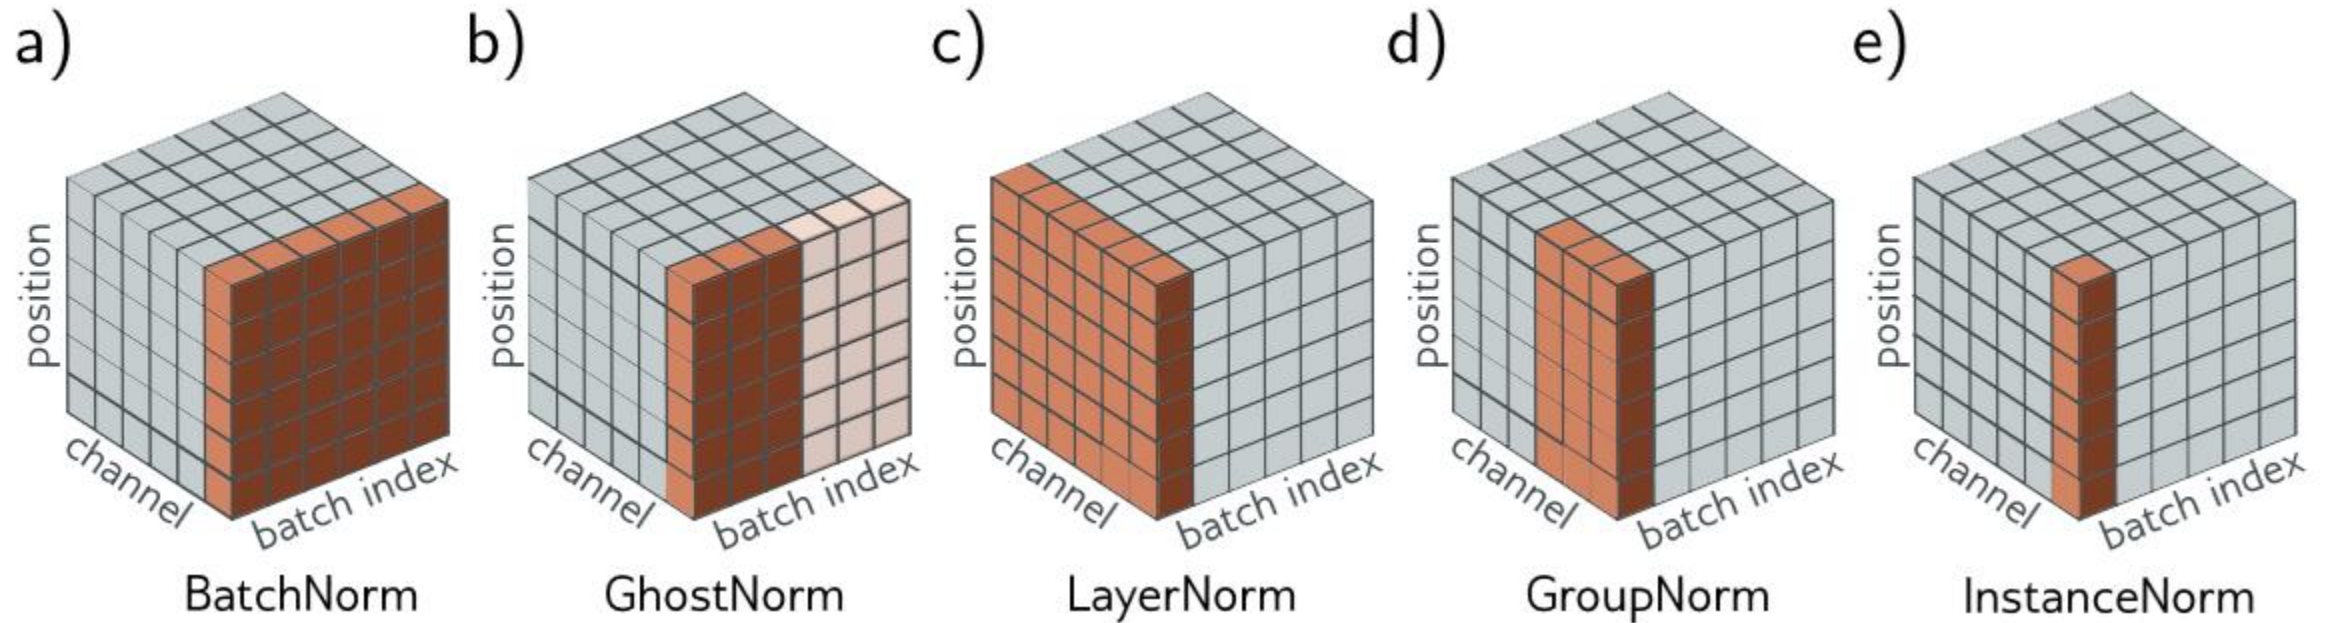 a)
b)
c)
d)
e)
position
channel
batch index
position
channel
batch index
position
channel
batch index
position
channel
batch index
position
channel
batch index
BatchNorm
GhostNorm
LayerNorm
GroupNorm
InstanceNorm